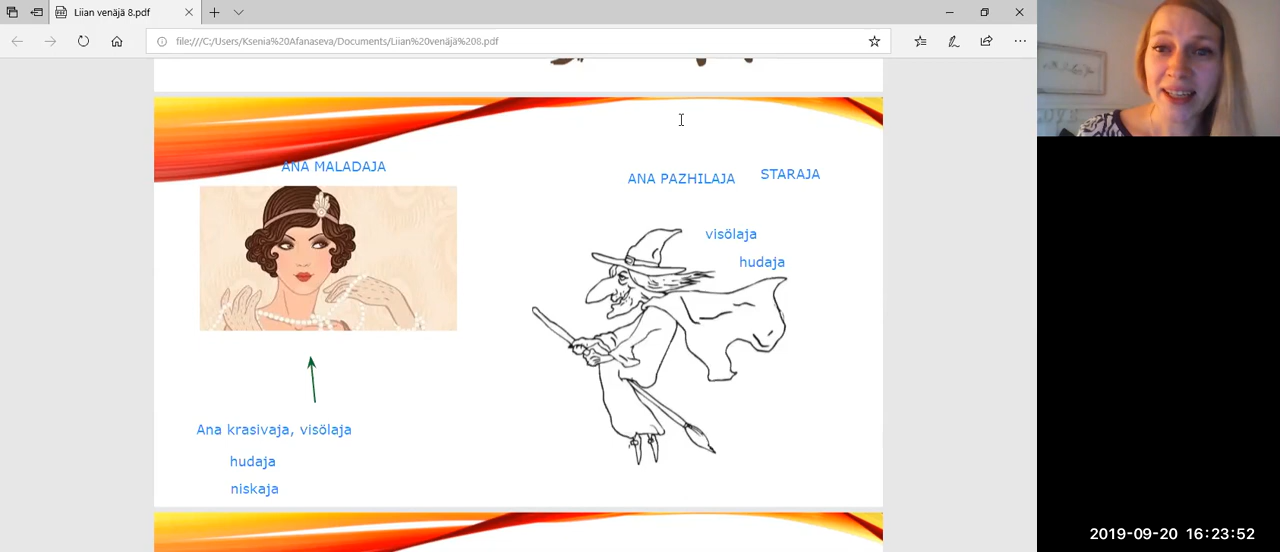 Liian venäjä 8.pdf
file:///C:/Users/Ksenia%20Afanaseva/Documents/Liian%20venäjä%208.pdf
ANA MALADAJA
ANA PAZHILAJA
STARAJA
visölaja
hudaja
Ana krasivaja, visölaja
hudaja
niskaja
2019-09-20 16:23:52